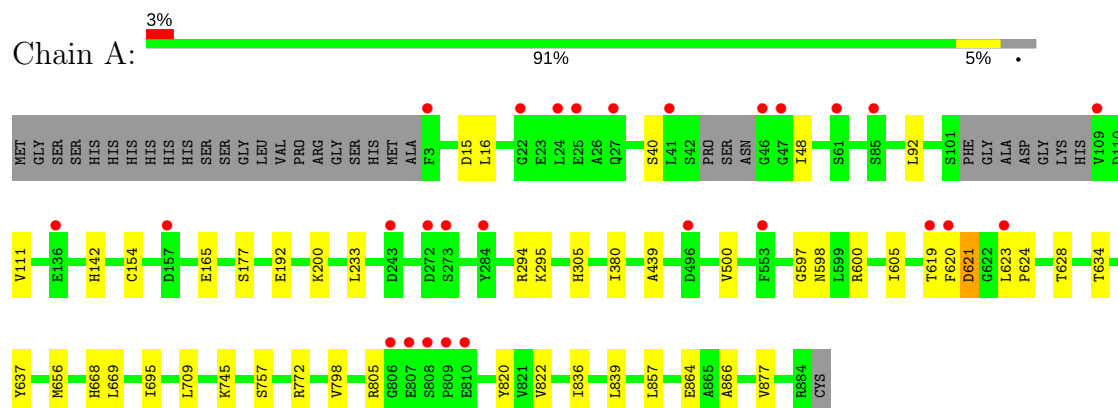 3%
Chain A:
91% 5% •
MET GLY SER SER HIS HIS HIS HIS HIS HIS SER SER GLY LEU VAL PRO ARG GLY SER HIS MET ALA F3 D15 L16 G22 E23 L24 E25 A26 Q27 S40 L41 S42 PRO SER ASN G46 G47 I48 S61 S85 L92 S101 PHE GLY ALA ASP GLY LYS HIS V109 D110
V111 E136 H142 C154 D157 E165 S177 E192 K200 L233 D243 D272 S273 Y284 R294 K295 H305 I380 A439 D496 V500 F553 G597 N598 L599 R600 I605 T619 F620 D621 G622 L623 P624 T628 T634
Y637 M656 H668 L669 I695 L709 K745 S757 R772 V798 R805 G806 E807 S808 P809 E810 Y820 V821 V822 I836 L839 L857 E864 A865 A866 V877 R884 CYS